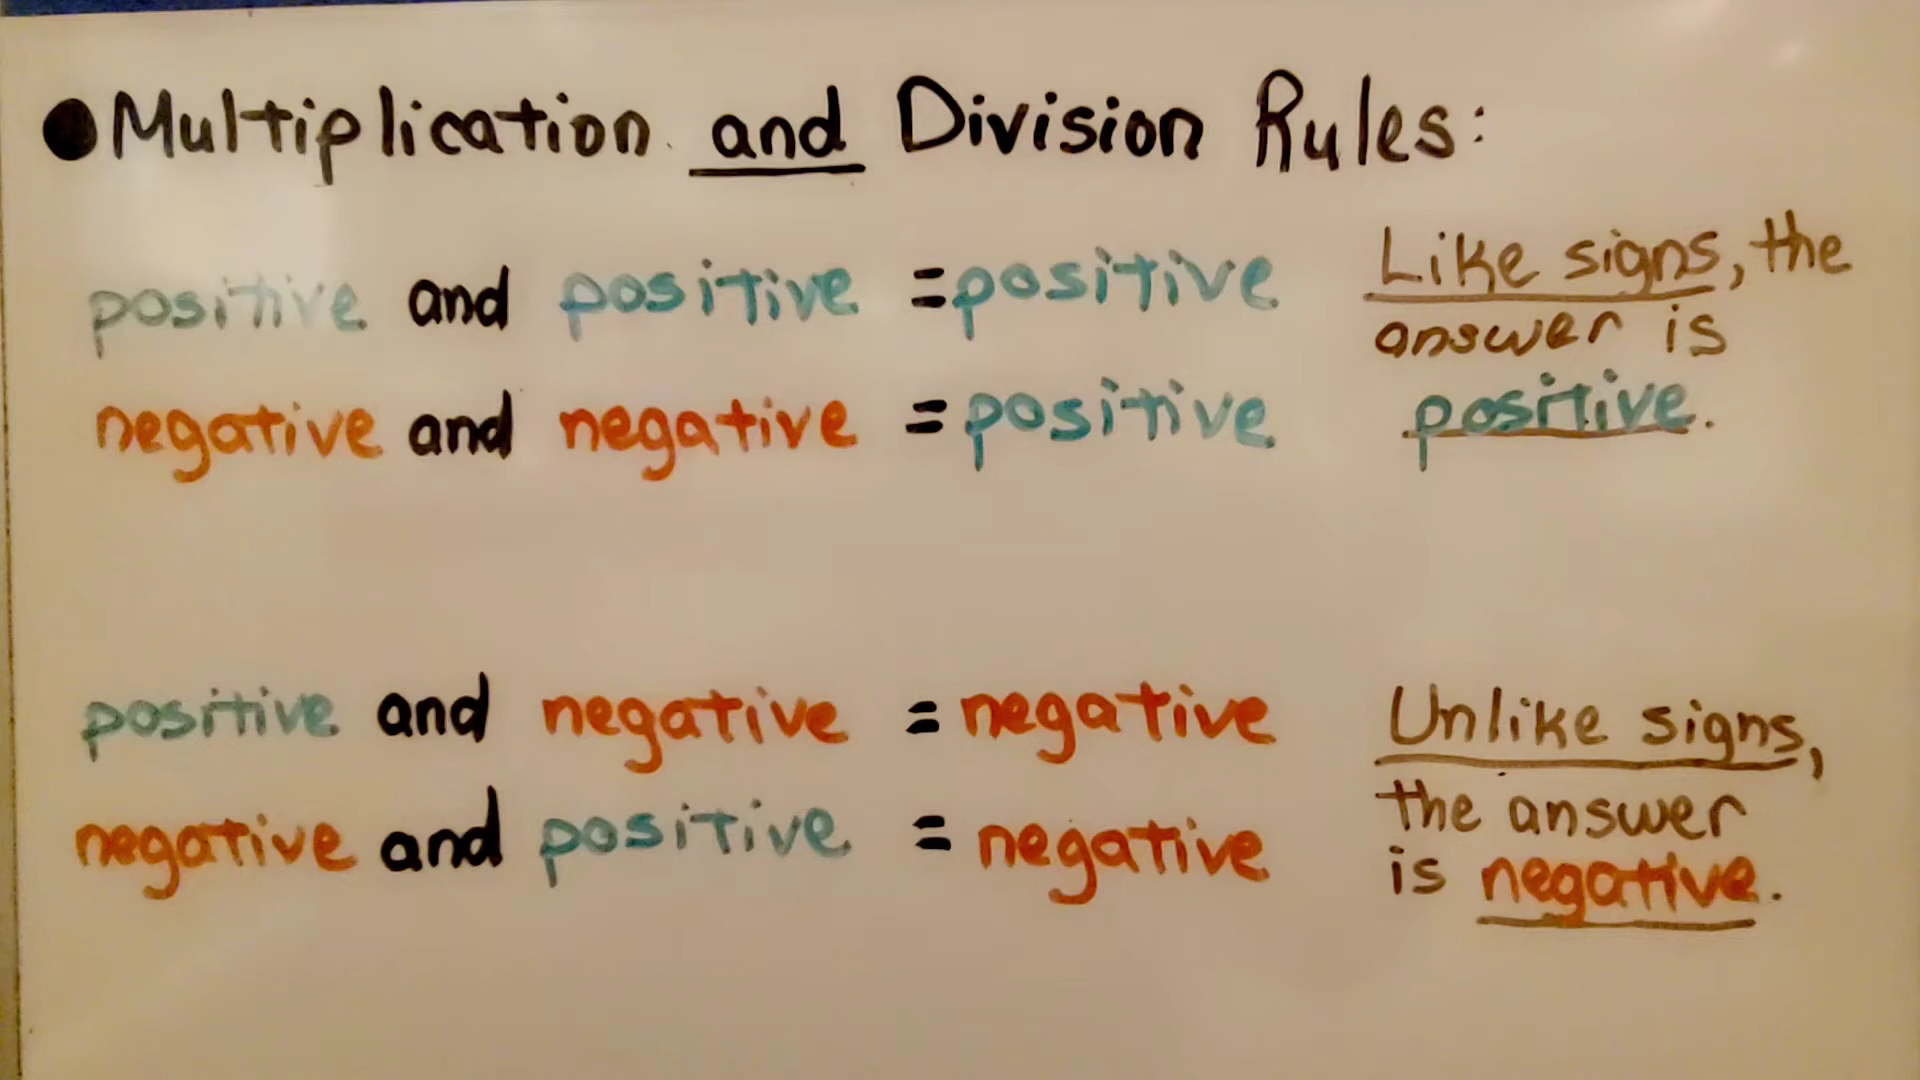 ●Multiplication and Division Rules:
positive and positive = positive
negative and negative = positive
Like signs, the
answer is
positive.
positive and negative = negative
negative and positive = negative
Unlike signs,
the answer
is negative.